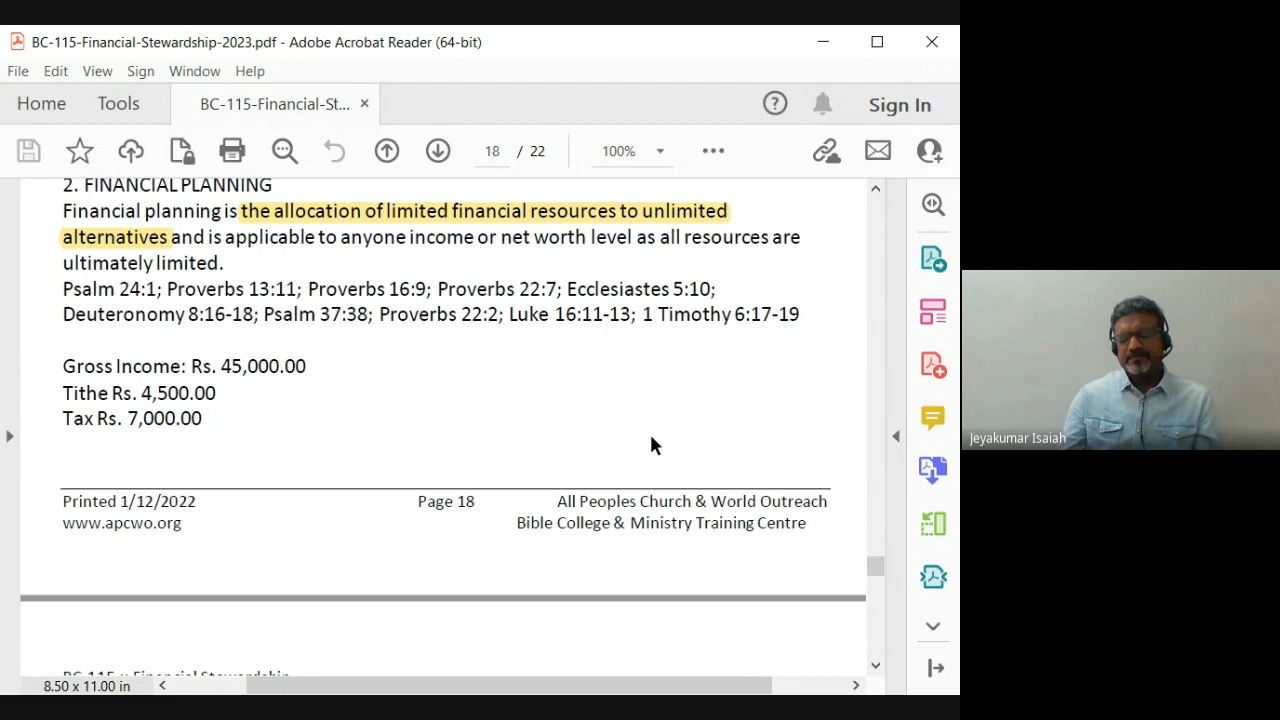 BC-115-Financial-Stewardship-2023.pdf - Adobe Acrobat Reader (64-bit)
File Edit View Sign Window Help
Home Tools BC-115-Financial-St... × Sign In
18 / 22 100%
2. FINANCIAL PLANNING
Financial planning is the allocation of limited financial resources to unlimited
alternatives and is applicable to anyone income or net worth level as all resources are
ultimately limited.
Psalm 24:1; Proverbs 13:11; Proverbs 16:9; Proverbs 22:7; Ecclesiastes 5:10;
Deuteronomy 8:16-18; Psalm 37:38; Proverbs 22:2; Luke 16:11-13; 1 Timothy 6:17-19
Gross Income: Rs. 45,000.00
Tithe Rs. 4,500.00
Tax Rs. 7,000.00
Printed 1/12/2022 Page 18 All Peoples Church & World Outreach
www.apcwo.org Bible College & Ministry Training Centre
8.50 x 11.00 in
Jeyakumar Isaiah